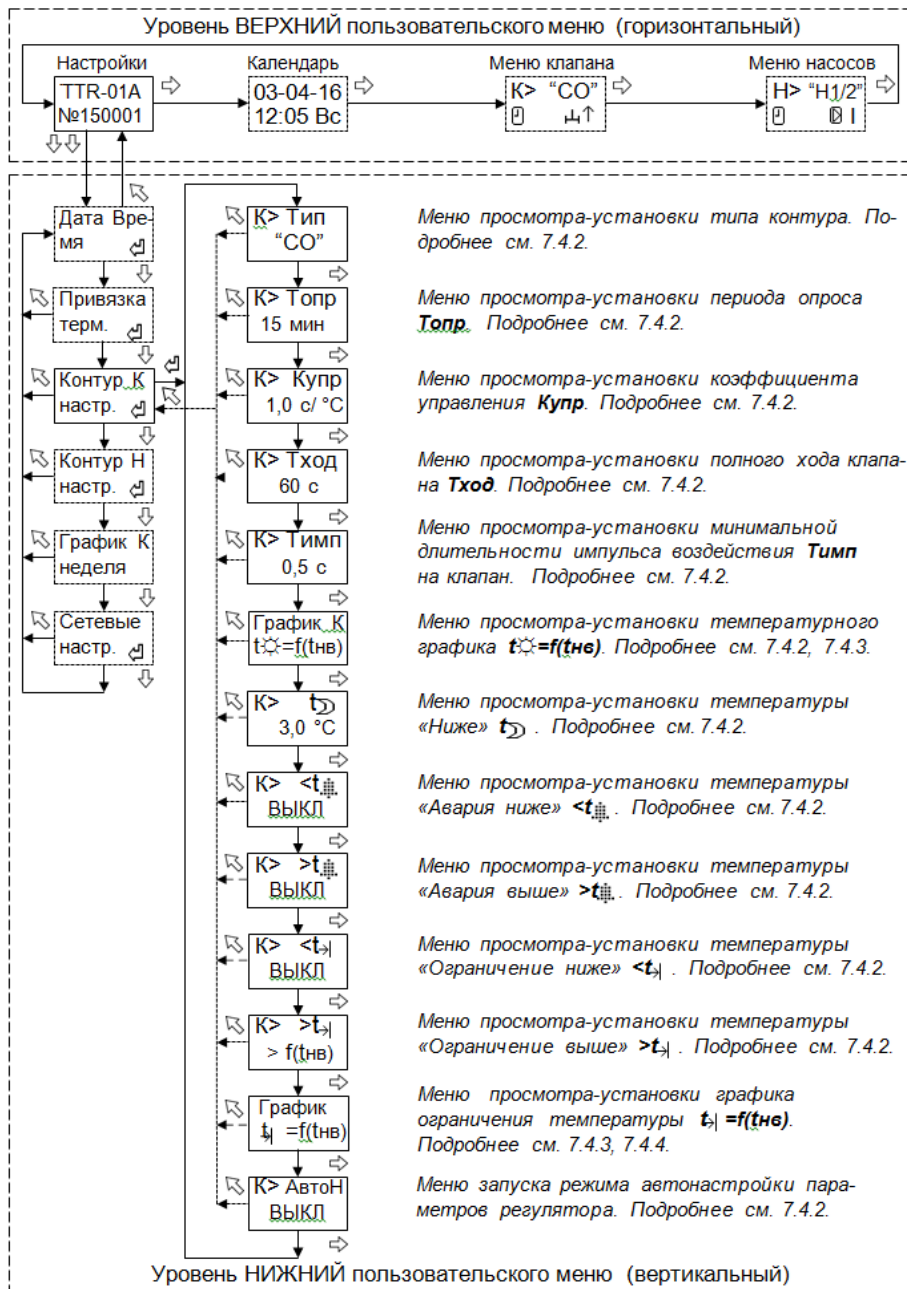 Уровень ВЕРХНИЙ пользовательского меню (горизонтальный)
Настройки
Календарь
Меню клапана
Меню насосов
TTR-01A
№150001
03-04-16
12:05 Вс
К> "СО"
Н> "Н1/2"
Дата Вре-
мя
Привязка
терм.
Контур К
настр.
Контур Н
настр.
График К
неделя
Сетевые
настр.
К> Тип
"СО"
Меню просмотра-установки типа контура. По-
дробнее см. 7.4.2.
К> Топр
15 мин
Меню просмотра-установки периода опроса
Топр. Подробнее см. 7.4.2.
К> Купр
1,0 с/ °С
Меню просмотра-установки коэффициента
управления Купр. Подробнее см. 7.4.2.
К> Тход
60 с
Меню просмотра-установки полного хода клапа-
на Тход. Подробнее см. 7.4.2.
К> Тимп
0,5 с
Меню просмотра-установки минимальной
длительности импульса воздействия Тимп
на клапан. Подробнее см. 7.4.2.
График К
t☼=f(tнв)
Меню просмотра-установки температурного
графика t☼=f(tнв). Подробнее см. 7.4.2, 7.4.3.
К> t
3,0 °С
Меню просмотра-установки температуры
«Ниже» t . Подробнее см. 7.4.2.
К> <t
ВЫКЛ
Меню просмотра-установки температуры
«Авария ниже» <t . Подробнее см. 7.4.2.
К> >t
ВЫКЛ
Меню просмотра-установки температуры
«Авария выше» >t . Подробнее см. 7.4.2.
К> <t
ВЫКЛ
Меню просмотра-установки температуры
«Ограничение ниже» <t . Подробнее см. 7.4.2.
К> >t
> f(tнв)
Меню просмотра-установки температуры
«Ограничение выше» >t . Подробнее см. 7.4.2.
График
t =f(tнв)
Меню просмотра-установки графика
ограничения температуры t =f(tнв).
Подробнее см. 7.4.3, 7.4.4.
К> АвтоН
ВЫКЛ
Меню запуска режима автонастройки пара-
метров регулятора. Подробнее см. 7.4.2.
Уровень НИЖНИЙ пользовательского меню (вертикальный)